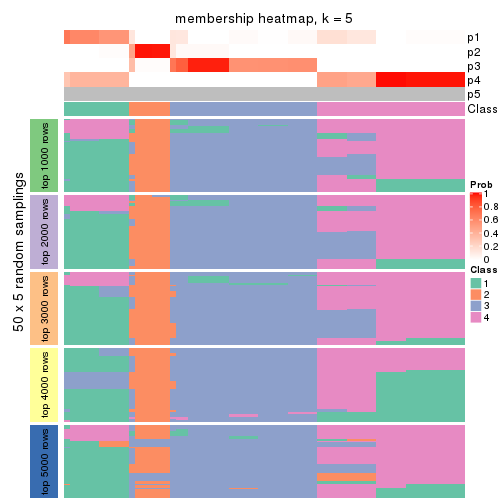 membership heatmap, k = 5
p1
p2
p3
p4
p5
Class
50 x 5 random samplings
top 1000 rows
top 2000 rows
top 3000 rows
top 4000 rows
top 5000 rows
Prob
1
0.8
0.6
0.4
0.2
0
Class
1
2
3
4